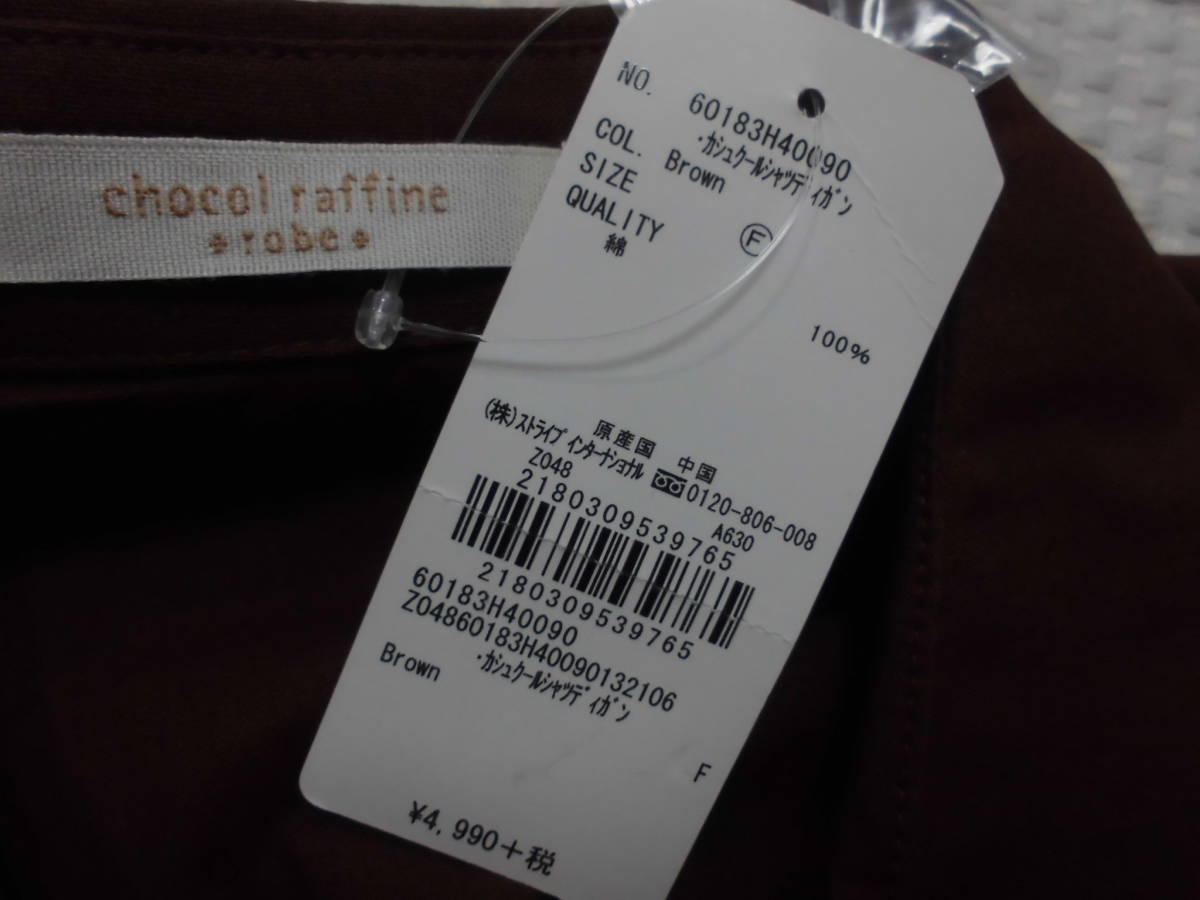 chocol raffine
robe
NO. 60183H40090
・ｶｼｭｸｰﾙｼｬﾂﾃﾞｨｶﾞﾝ
COL. Brown
SIZE Ⓕ
QUALITY
綿 100%
原産国 中国
(株)ｽﾄﾗｲﾌﾟｲﾝﾀｰﾅｼｮﾅﾙ 0120-806-008
Z048 A630
2180309539765
2180309539765
60183H40090
Z04860183H40090132106
・ｶｼｭｸｰﾙｼｬﾂﾃﾞｨｶﾞﾝ
Brown F
¥4,990+税